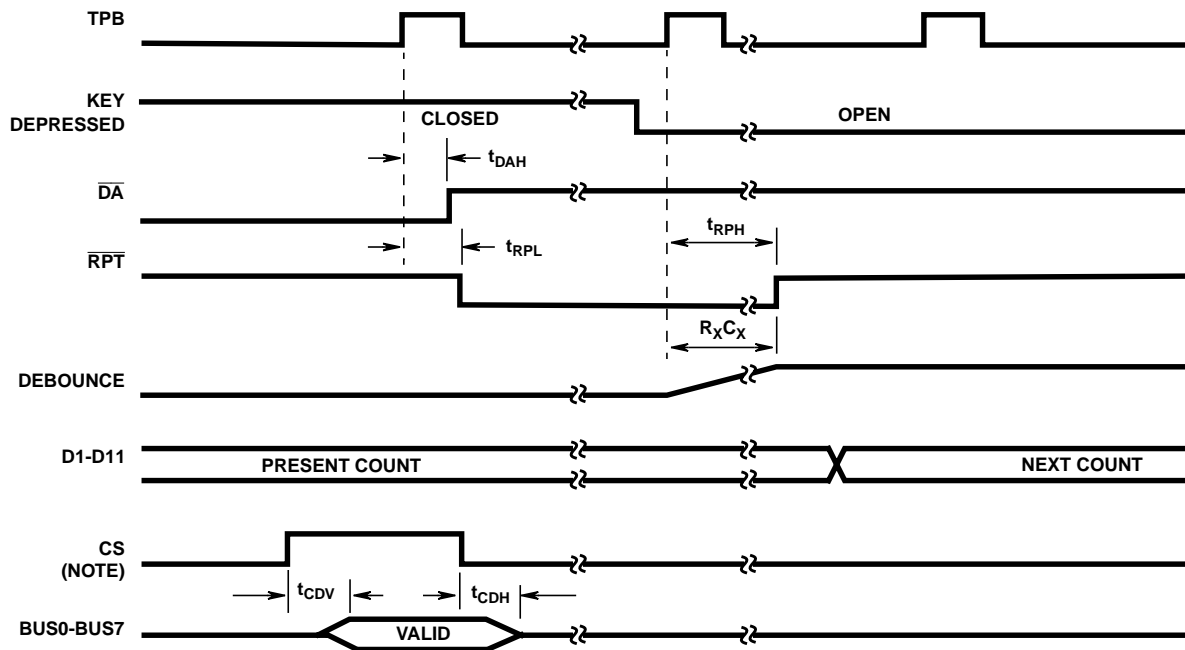 TPB
KEY
DEPRESSED
CLOSED
OPEN
tDAH
DA
tRPH
tRPL
RPT
RXCX
DEBOUNCE
D1-D11
PRESENT COUNT
NEXT COUNT
CS
(NOTE)
tCDV
tCDH
BUS0-BUS7
VALID